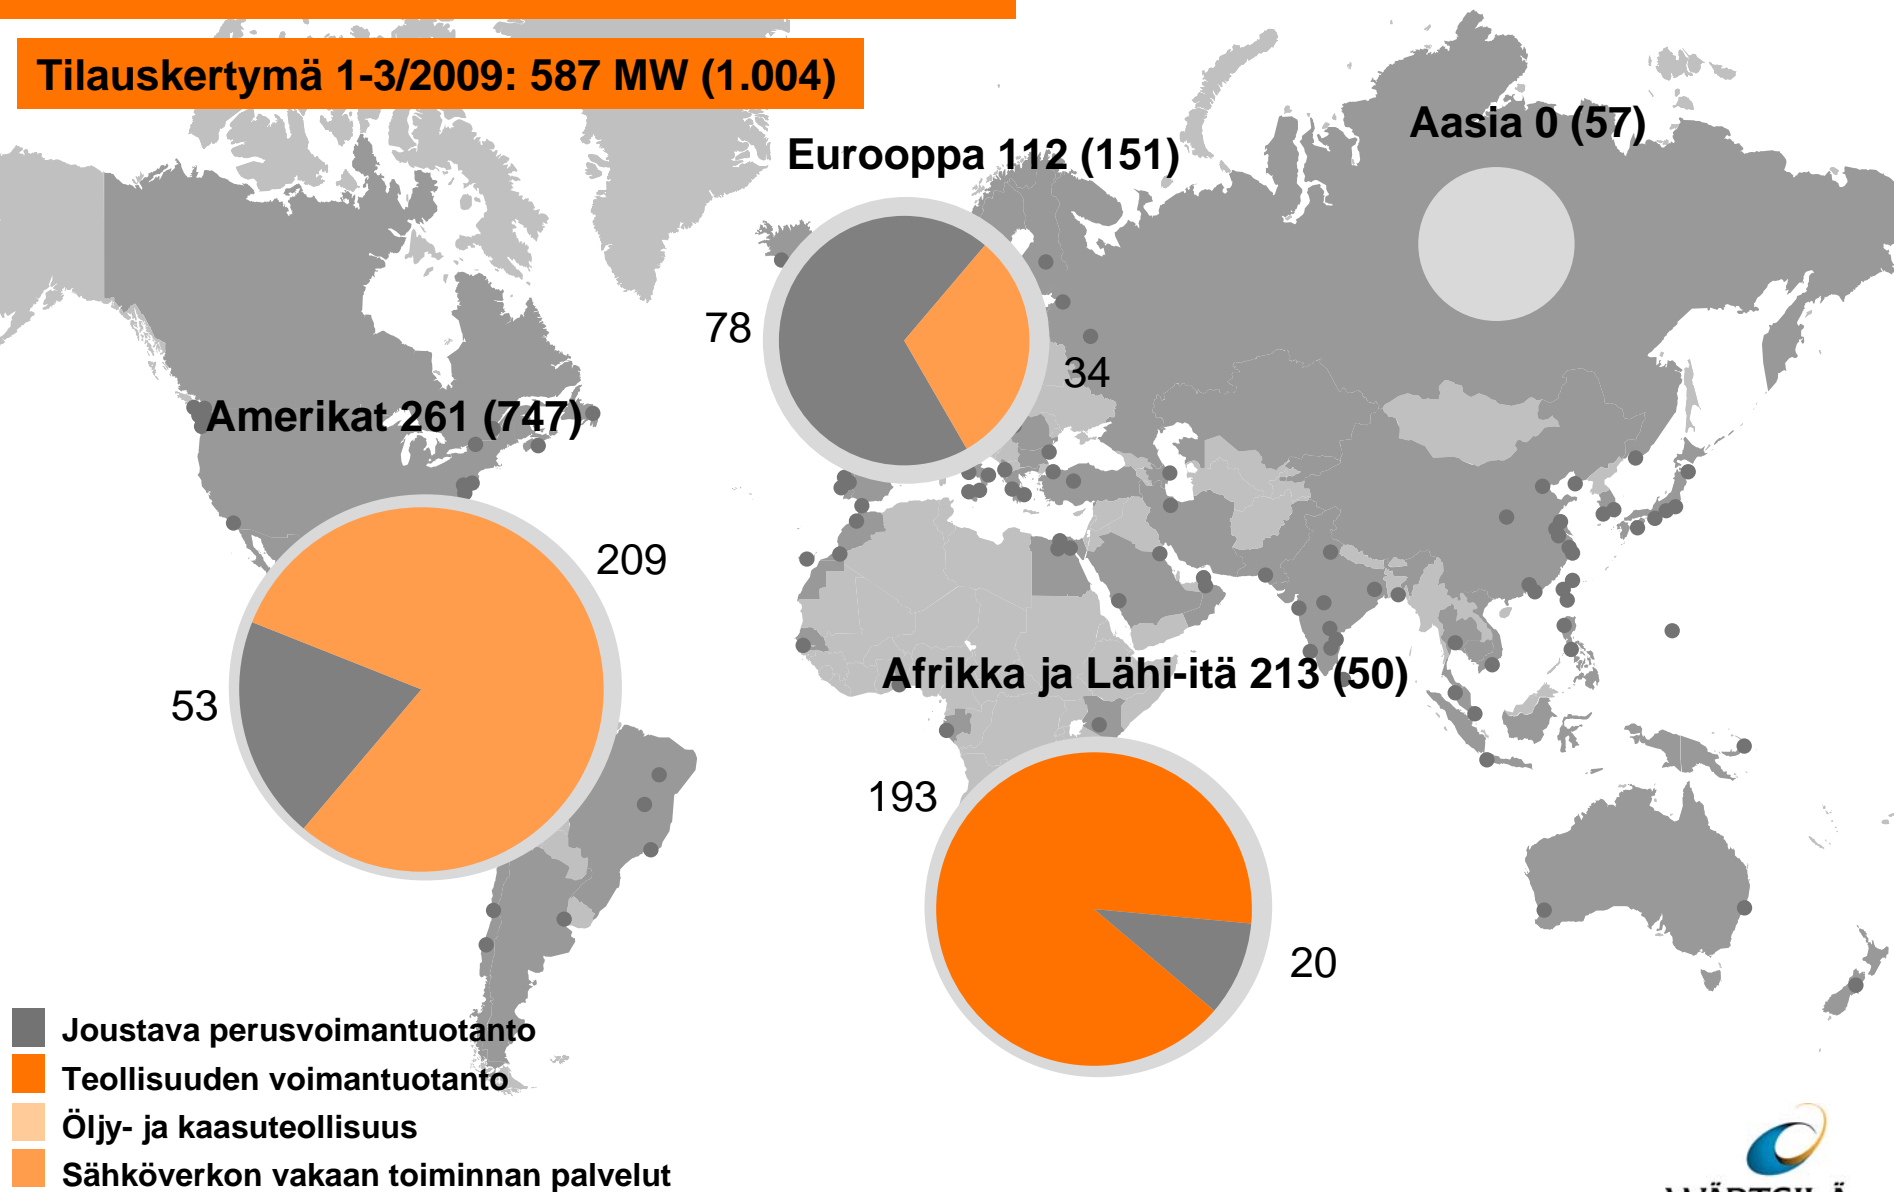 Tilauskertymä 1-3/2009: 587 MW (1.004)
Aasia 0 (57)
Eurooppa 112 (151)
78
34
Amerikat 261 (747)
209
53
Afrikka ja Lähi-itä 213 (50)
193
20
Joustava perusvoimantuotanto
Teollisuuden voimantuotanto
Öljy- ja kaasuteollisuus
Sähköverkon vakaan toiminnan palvelut
WÄRTSILÄ